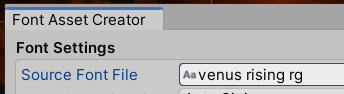 Font Asset Creator
Font Settings
Source Font File Aa venus rising rg